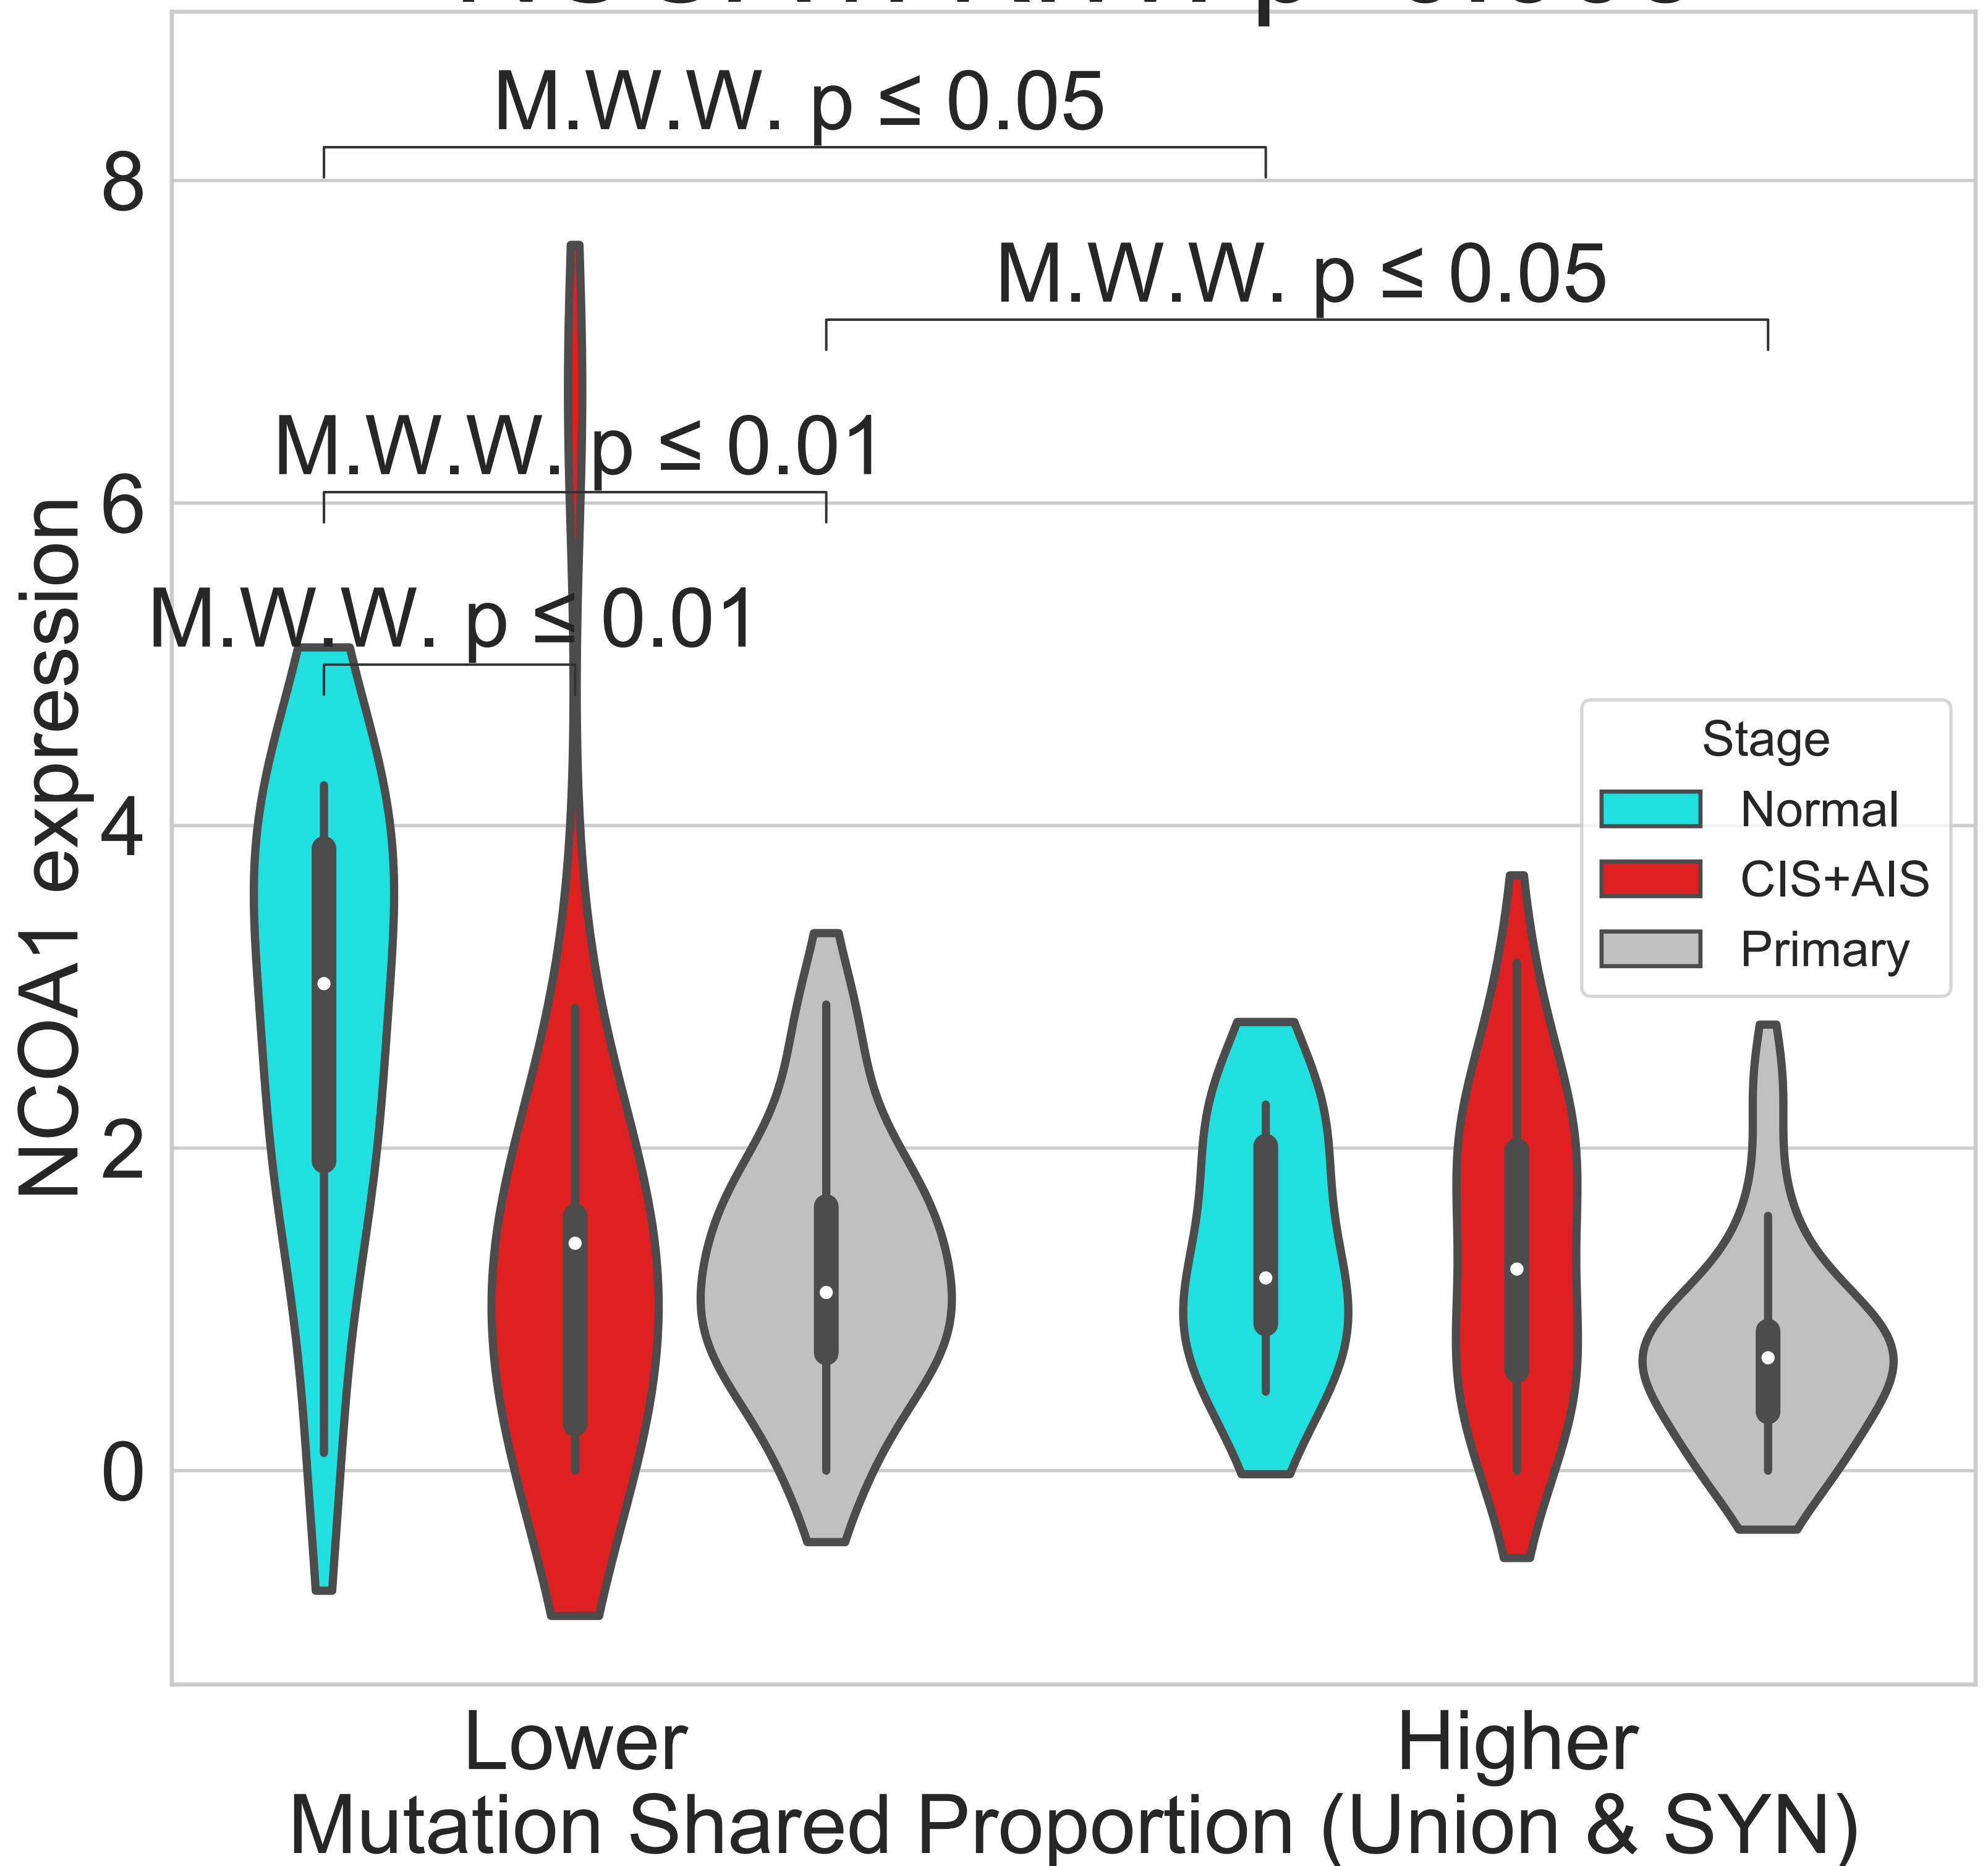 M.W.W. p ≤ 0.05
8
M.W.W. p ≤ 0.05
M.W.W. p ≤ 0.01
6
M.W.W. p ≤ 0.01
NCOA1 expression
Stage
Normal
CIS+AIS
Primary
4
2
0
Lower
Higher
Mutation Shared Proportion (Union & SYN)